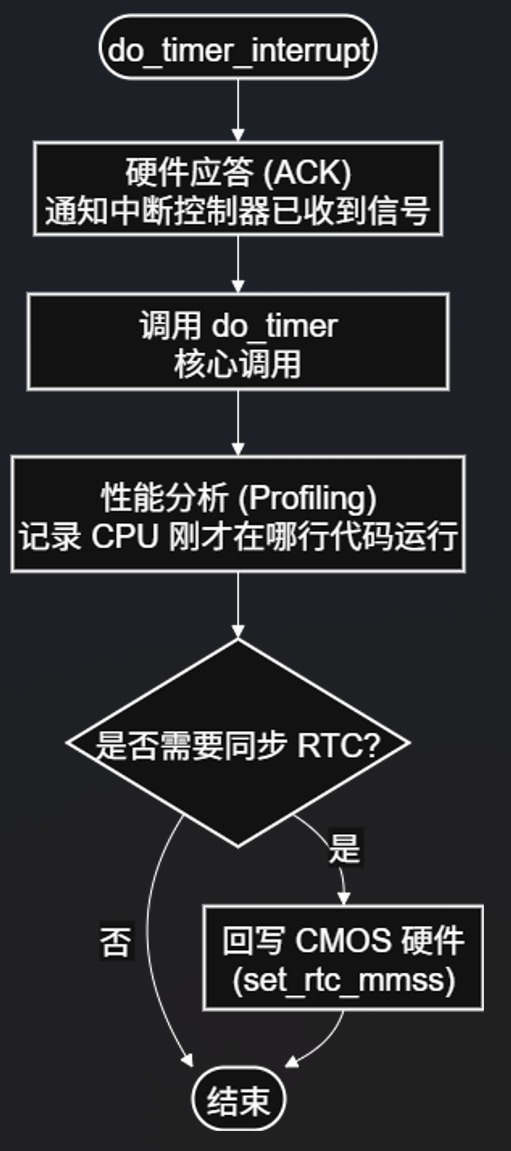 do_timer_interrupt
硬件应答 (ACK)
通知中断控制器已收到信号
调用 do_timer
核心调用
性能分析 (Profiling)
记录 CPU 刚才在哪行代码运行
是否需要同步 RTC?
是
否
回写 CMOS 硬件
(set_rtc_mmss)
结束